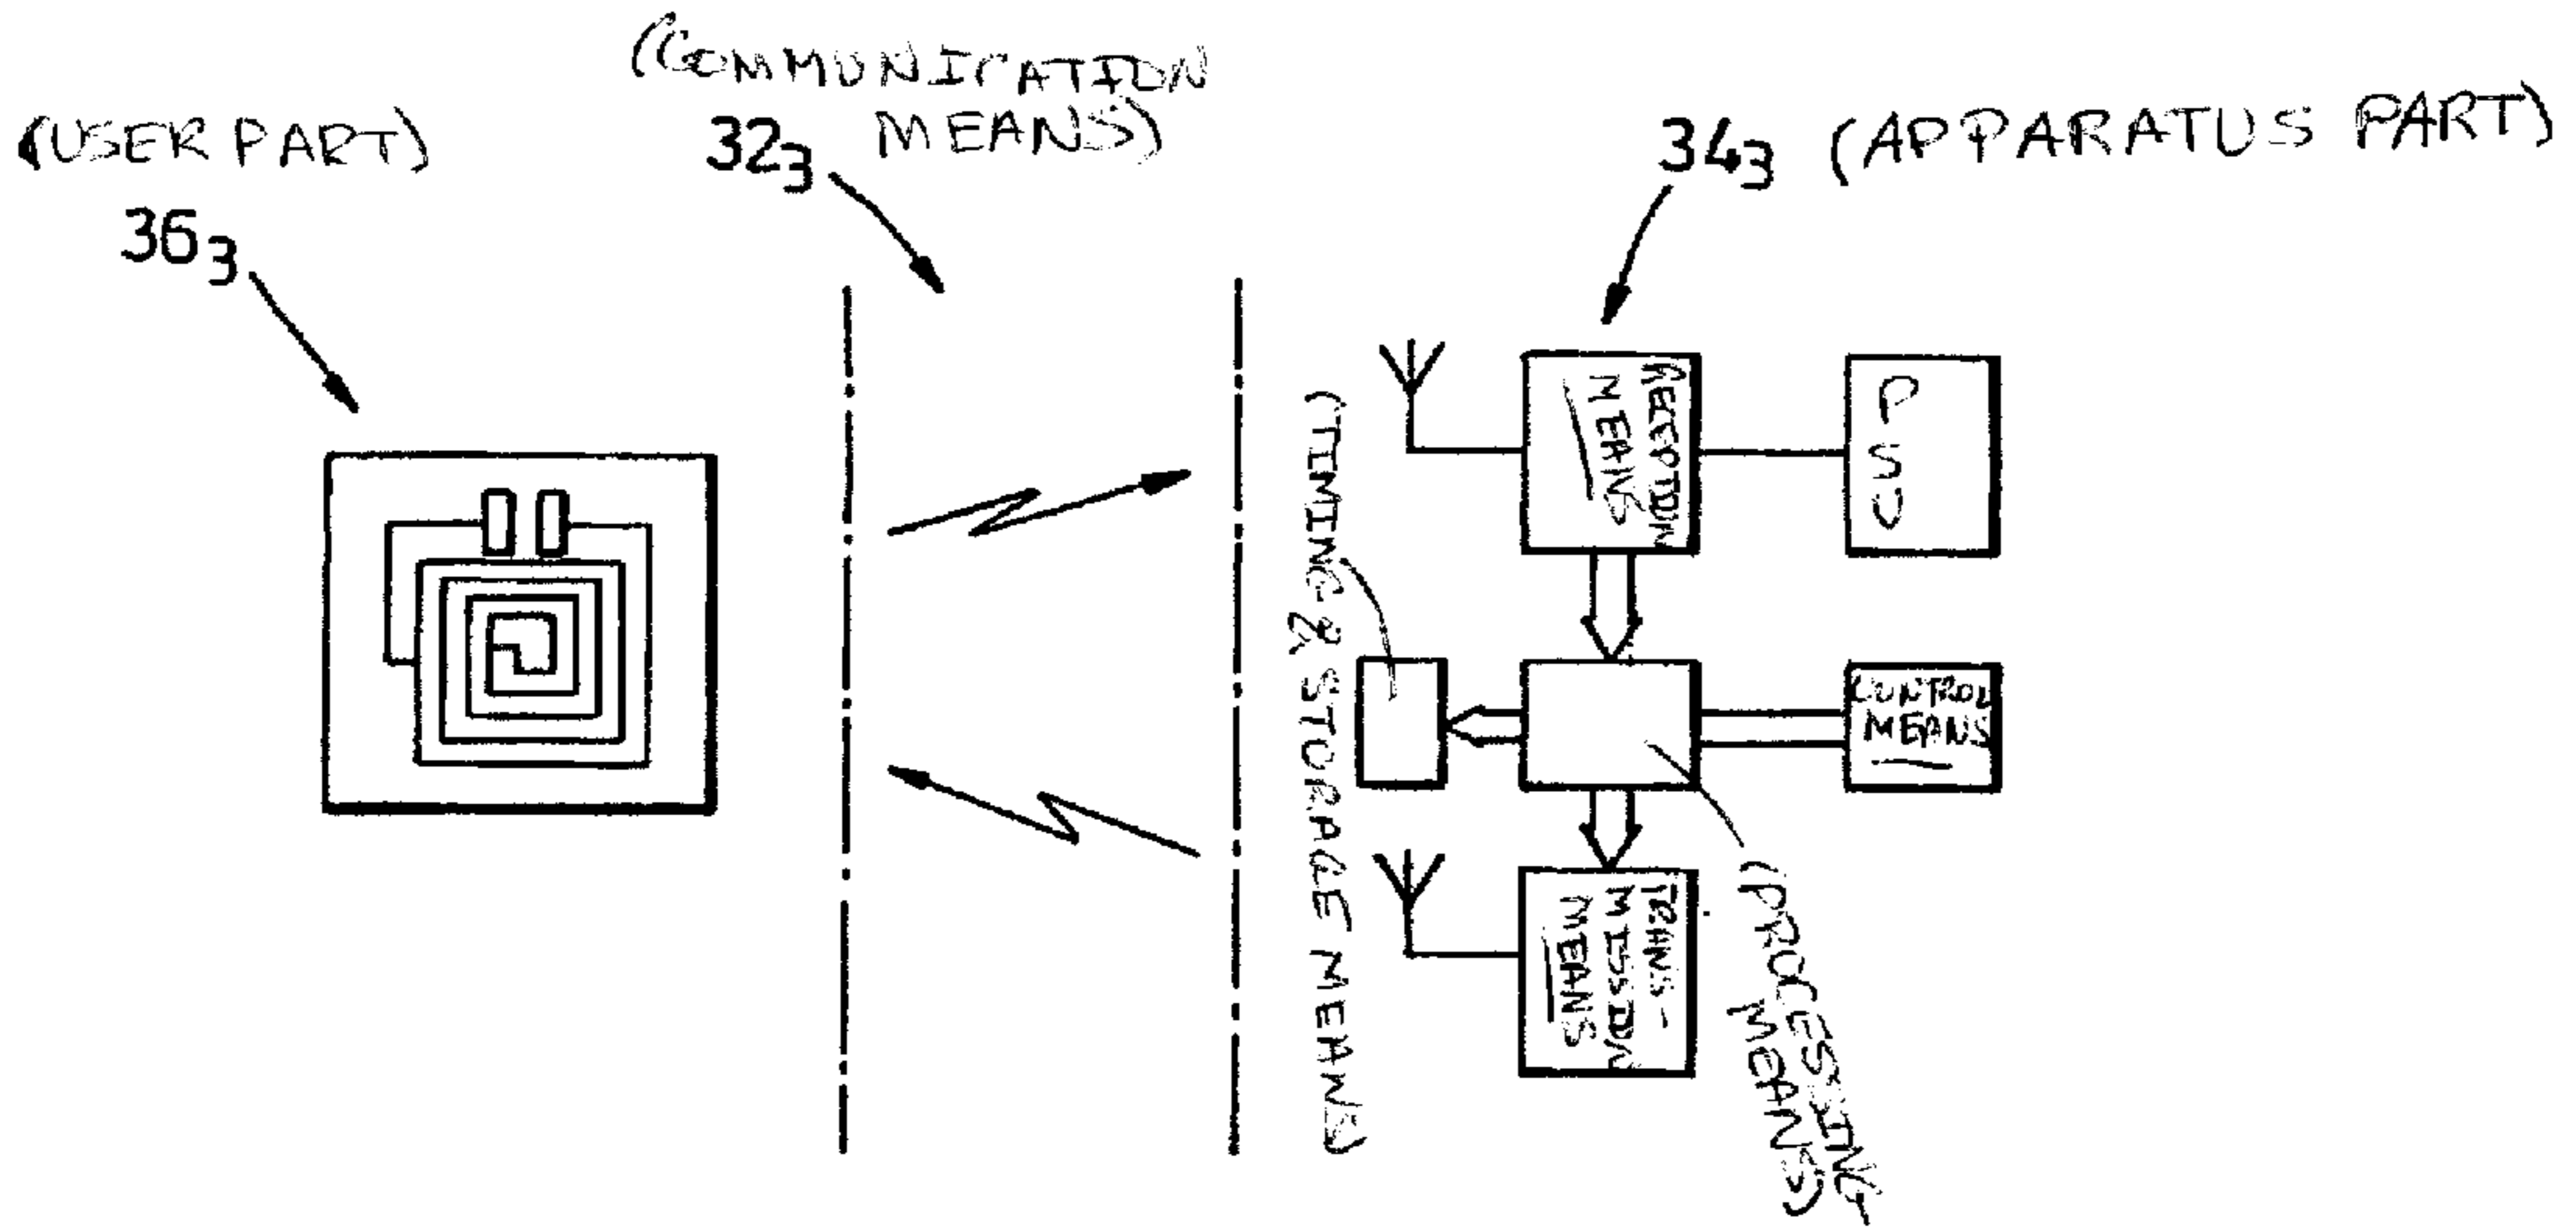 (COMMUNICATION
MEANS)
(USER PART)
32₃
34₃ (APPARATUS PART)
36₃
RECEPTION
MEANS
PSU
(TIMING & STORAGE MEANS)
CONTROL
MEANS
TRANS-
MISSION
MEANS
(PROCESSING
MEANS)